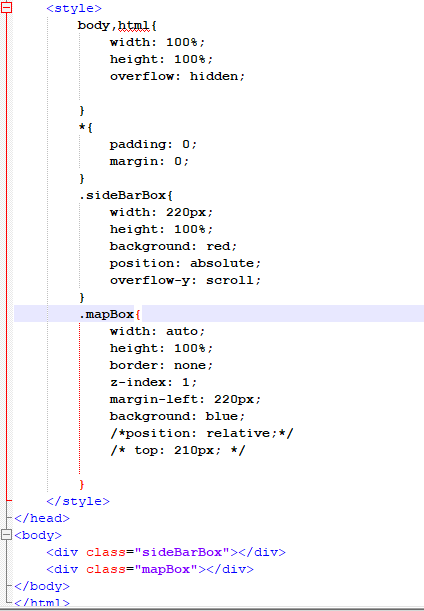 <style>
body,html{
width: 100%;
height: 100%;
overflow: hidden;
}
*{
padding: 0;
margin: 0;
}
.sideBarBox{
width: 220px;
height: 100%;
background: red;
position: absolute;
overflow-y: scroll;
}
.mapBox{
width: auto;
height: 100%;
border: none;
z-index: 1;
margin-left: 220px;
background: blue;
/*position: relative;*/
/* top: 210px; */
}
</style>
</head>
<body>
<div class="sideBarBox"></div>
<div class="mapBox"></div>
</body>
</html>